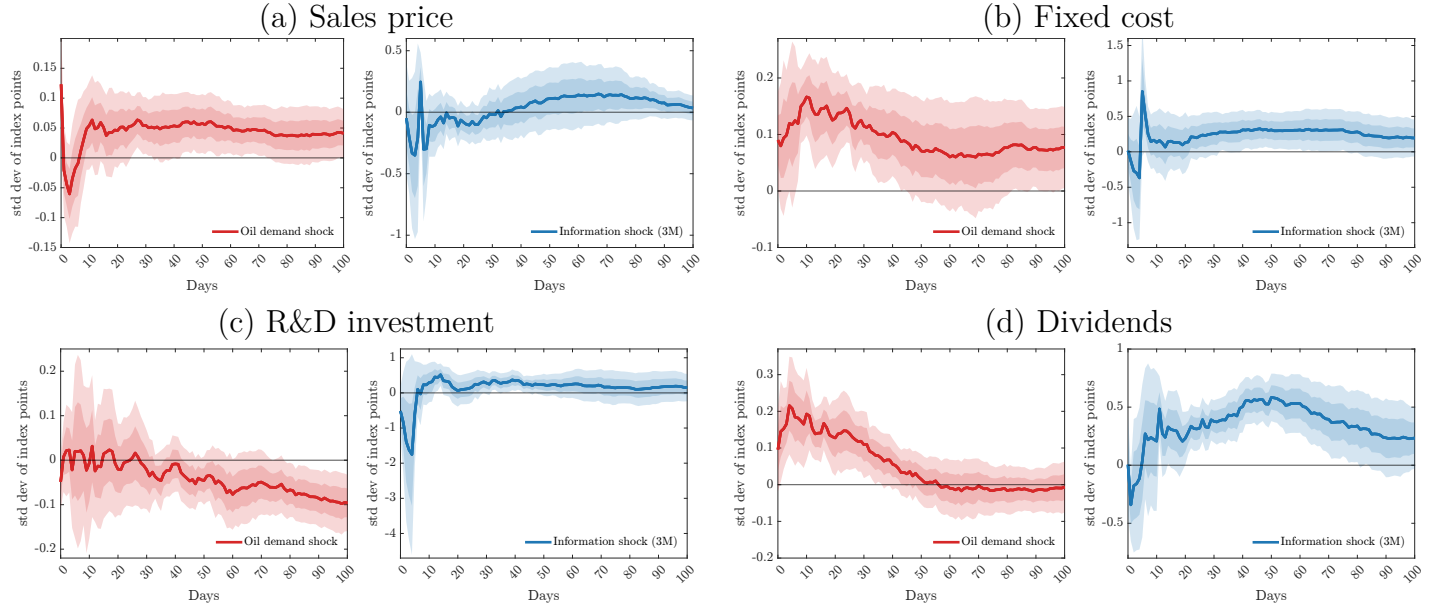 (a) Sales price
std dev of index points
0.15
0.1
0.05
0
-0.05
-0.1
-0.15
Oil demand shock
0 10 20 30 40 50 60 70 80 90 100
Days
std dev of index points
0.5
0
-0.5
-1
Information shock (3M)
0 10 20 30 40 50 60 70 80 90 100
Days
(b) Fixed cost
std dev of index points
0.2
0.1
0
-0.1
Oil demand shock
0 10 20 30 40 50 60 70 80 90 100
Days
std dev of index points
1.5
1
0.5
0
-0.5
-1
Information shock (3M)
0 10 20 30 40 50 60 70 80 90 100
Days
(c) R&D investment
std dev of index points
0.2
0.1
0
-0.1
-0.2
Oil demand shock
0 10 20 30 40 50 60 70 80 90 100
Days
std dev of index points
1
0
-1
-2
-3
-4
Information shock (3M)
0 10 20 30 40 50 60 70 80 90 100
Days
(d) Dividends
std dev of index points
0.3
0.2
0.1
0
-0.1
-0.2
Oil demand shock
0 10 20 30 40 50 60 70 80 90 100
Days
std dev of index points
1
0.5
0
-0.5
Information shock (3M)
0 10 20 30 40 50 60 70 80 90 100
Days